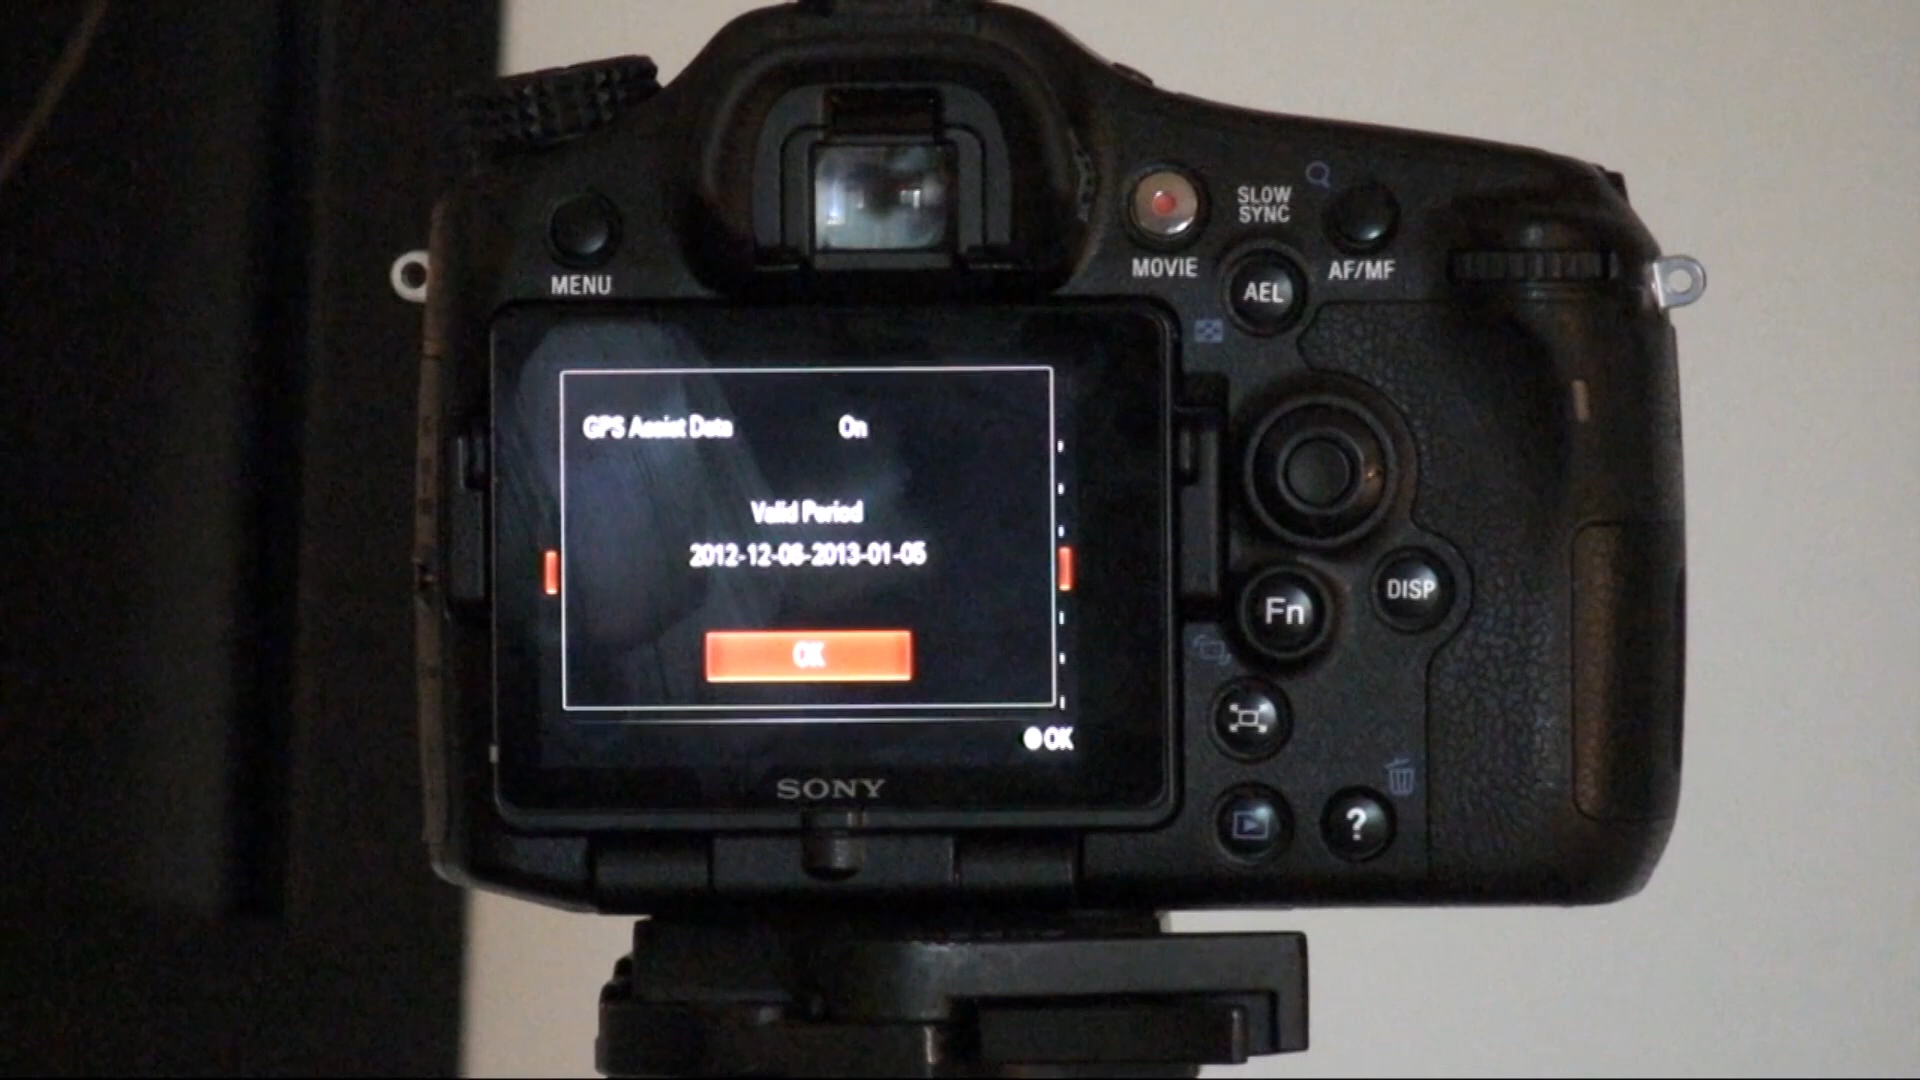 SLOW
SYNC
MENU
MOVIE
AF/MF
AEL
GPS Assist Data On
Valid Period
2012-12-06-2013-01-05
OK
OK
SONY
DISP
Fn
?